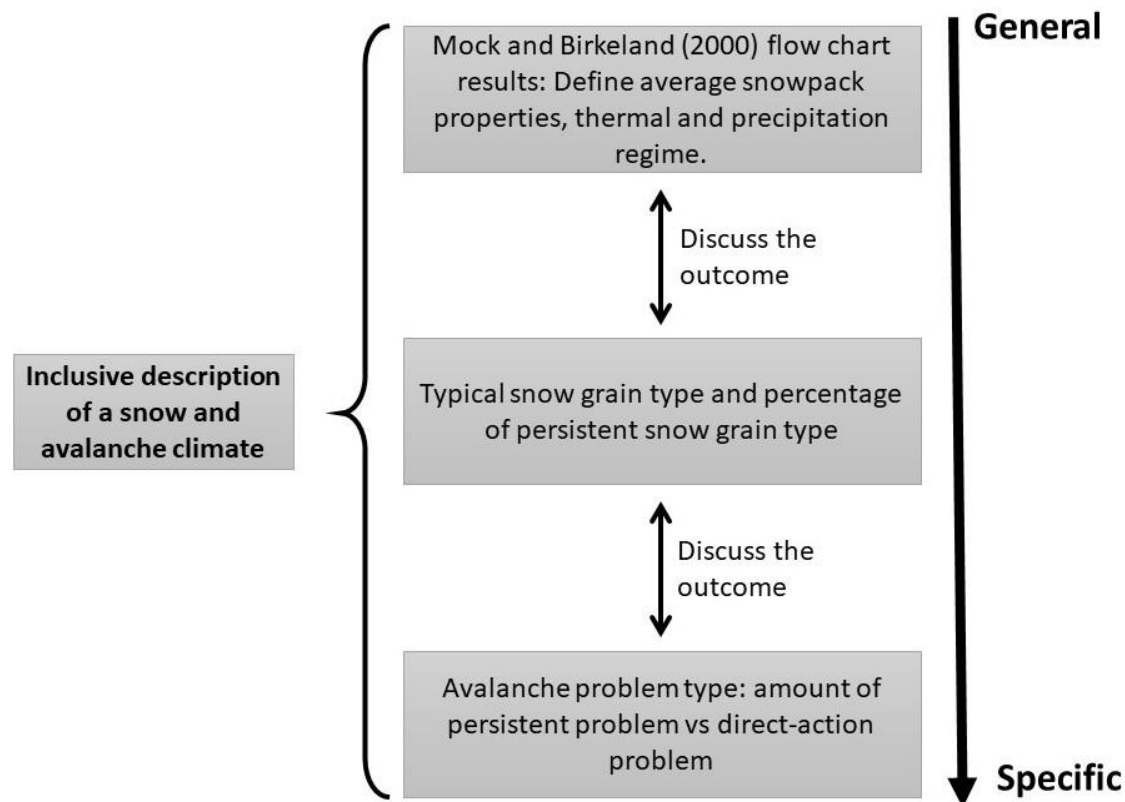 General
Mock and Birkeland (2000) flow chart
results: Define average snowpack
properties, thermal and precipitation
regime.
Discuss the
outcome
Inclusive description
of a snow and
avalanche climate
Typical snow grain type and percentage
of persistent snow grain type
Discuss the
outcome
Avalanche problem type: amount of
persistent problem vs direct-action
problem
Specific